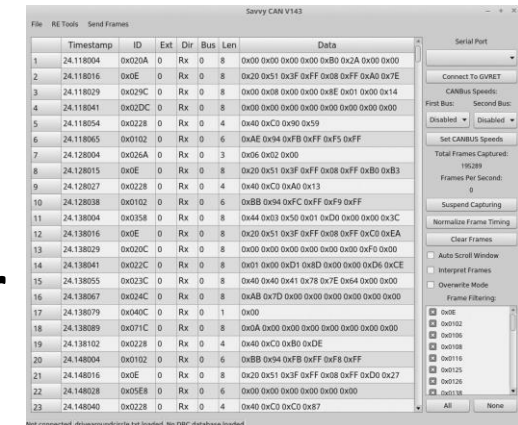 Savvy CAN V143
File RE Tools Send Frames
Timestamp ID Ext Dir Bus Len Data
1 24.118004 0x020A 0 Rx 0 8 0x00 0x00 0x00 0x00 0xB0 0x2A 0x00 0x00
2 24.118016 0x0E 0 Rx 0 8 0x20 0x51 0x3F 0xFF 0x08 0xFF 0xA0 0x7E
3 24.118029 0x029C 0 Rx 0 8 0x00 0x08 0x00 0x00 0x8E 0x01 0x00 0x14
4 24.118041 0x02DC 0 Rx 0 8 0x00 0x00 0x00 0x00 0x00 0x00 0x00 0x00
5 24.118054 0x0228 0 Rx 0 4 0x40 0xC0 0x90 0x59
6 24.118065 0x0102 0 Rx 0 6 0xAE 0x94 0xFB 0xFF 0xF5 0xFF
7 24.128004 0x026A 0 Rx 0 3 0x06 0x02 0x00
8 24.128015 0x0E 0 Rx 0 8 0x20 0x51 0x3F 0xFF 0x08 0xFF 0xB0 0xB3
9 24.128027 0x0228 0 Rx 0 4 0x40 0xC0 0xA0 0x13
10 24.128038 0x0102 0 Rx 0 6 0xBB 0x94 0xFC 0xFF 0xF9 0xFF
11 24.138004 0x0358 0 Rx 0 8 0x44 0x03 0x50 0x01 0xD0 0x00 0x00 0x3C
12 24.138016 0x0E 0 Rx 0 8 0x20 0x51 0x3F 0xFF 0x08 0xFF 0xC0 0xEA
13 24.138029 0x020C 0 Rx 0 8 0x00 0x00 0x00 0x00 0x00 0x00 0xF0 0x00
14 24.138041 0x022C 0 Rx 0 8 0x01 0x00 0xD1 0x8D 0x00 0x00 0xD6 0xCE
15 24.138055 0x023C 0 Rx 0 8 0x40 0x40 0x41 0x78 0x7E 0x64 0x00 0x00
16 24.138067 0x024C 0 Rx 0 8 0xAB 0x7D 0x00 0x00 0x00 0x00 0x00 0x00
17 24.138079 0x040C 0 Rx 0 1 0x00
18 24.138089 0x071C 0 Rx 0 8 0x0A 0x00 0x00 0x00 0x00 0x00 0x00 0x00
19 24.138102 0x0228 0 Rx 0 4 0x40 0xC0 0xB0 0xDE
20 24.148004 0x0102 0 Rx 0 6 0xBB 0x94 0xFB 0xFF 0xF8 0xFF
21 24.148016 0x0E 0 Rx 0 8 0x20 0x51 0x3F 0xFF 0x08 0xFF 0xD0 0x27
22 24.148028 0x05E8 0 Rx 0 6 0x00 0x00 0x00 0x00 0x00 0x00
23 24.148040 0x0228 0 Rx 0 4 0x40 0xC0 0xC0 0x87
Serial Port
Connect To GVRET
CANBus Speeds:
First Bus: Second Bus:
Disabled Disabled
Set CANBUS Speeds
Total Frames Captured:
195289
Frames Per Second:
0
Suspend Capturing
Normalize Frame Timing
Clear Frames
Auto Scroll Window
Interpret Frames
Overwrite Mode
Frame Filtering:
0x0E
0x0102
0x0106
0x0108
0x0116
0x0125
0x0126
0x0138
All None
Not connected drivearoundcircle.txt loaded. No DBC database loaded